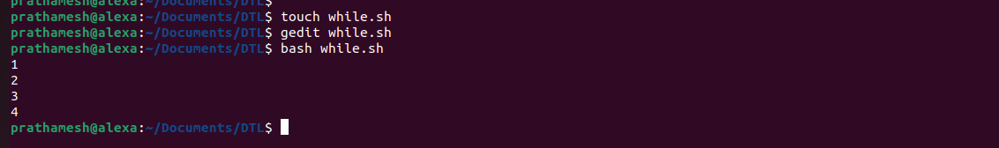 prathamesh@alexa:~/Documents/DTL$
prathamesh@alexa:~/Documents/DTL$ touch while.sh
prathamesh@alexa:~/Documents/DTL$ gedit while.sh
prathamesh@alexa:~/Documents/DTL$ bash while.sh
1
2
3
4
prathamesh@alexa:~/Documents/DTL$